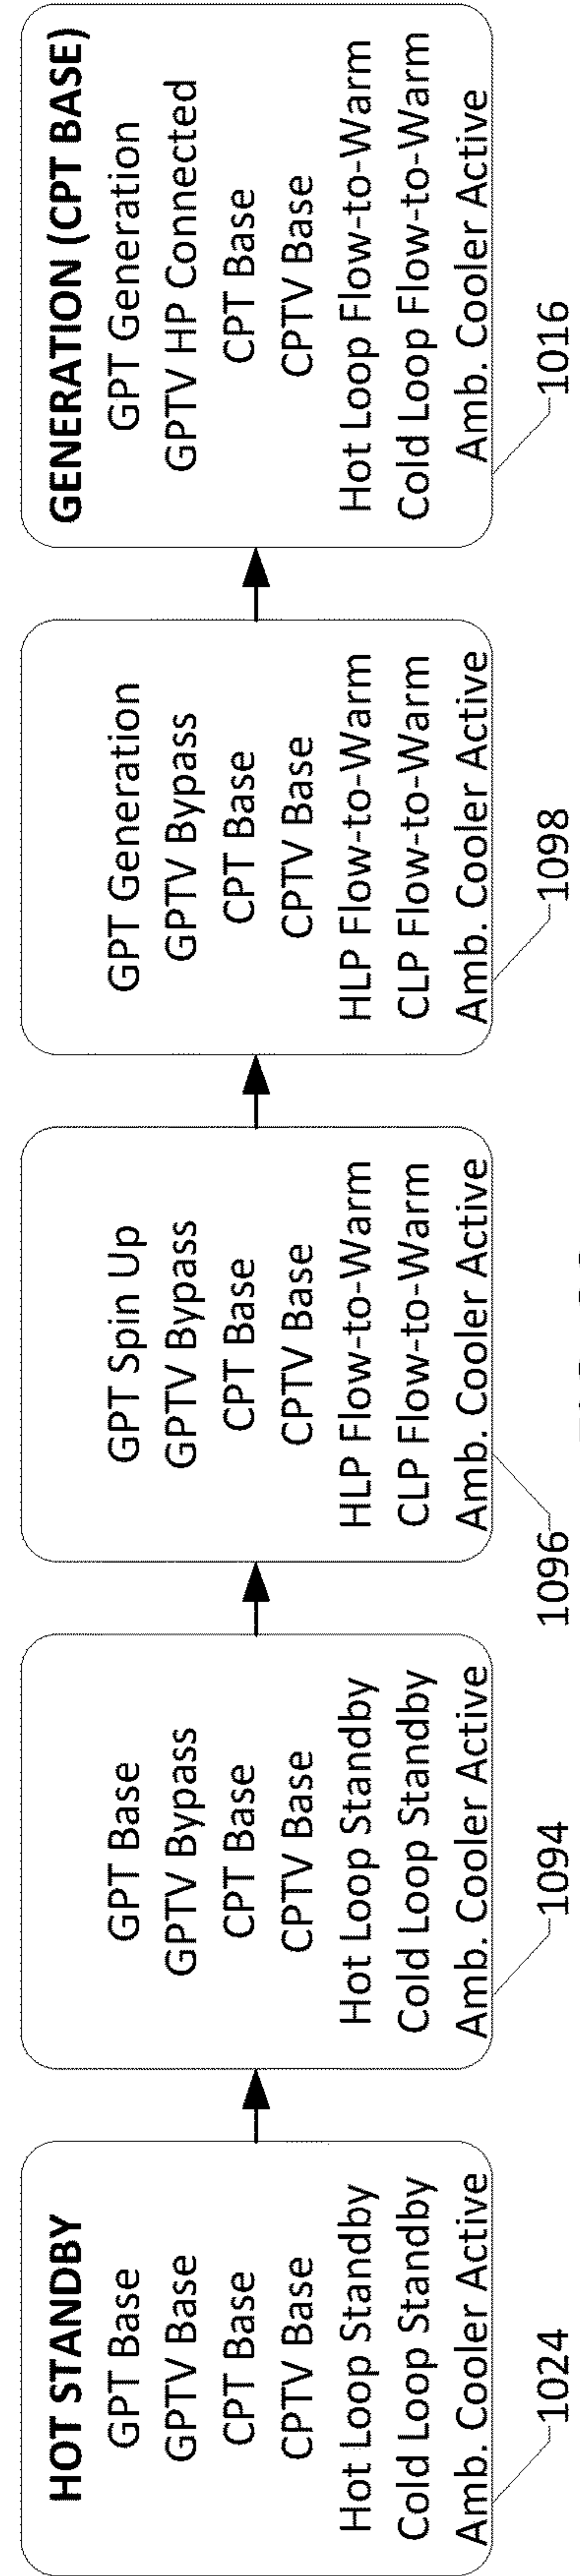 HOT STANDBY
GPT Base
GPTV Base
CPT Base
CPTV Base
Hot Loop Standby
Cold Loop Standby
Amb. Cooler Active
1024
GPT Base
GPTV Bypass
CPT Base
CPTV Base
Hot Loop Standby
Cold Loop Standby
Amb. Cooler Active
1094
GPT Spin Up
GPTV Bypass
CPT Base
CPTV Base
HLP Flow-to-Warm
CLP Flow-to-Warm
Amb. Cooler Active
1096
GPT Generation
GPTV Bypass
CPT Base
CPTV Base
HLP Flow-to-Warm
CLP Flow-to-Warm
Amb. Cooler Active
1098
GENERATION (CPT BASE)
GPT Generation
GPTV HP Connected
CPT Base
CPTV Base
Hot Loop Flow-to-Warm
Cold Loop Flow-to-Warm
Amb. Cooler Active
1016